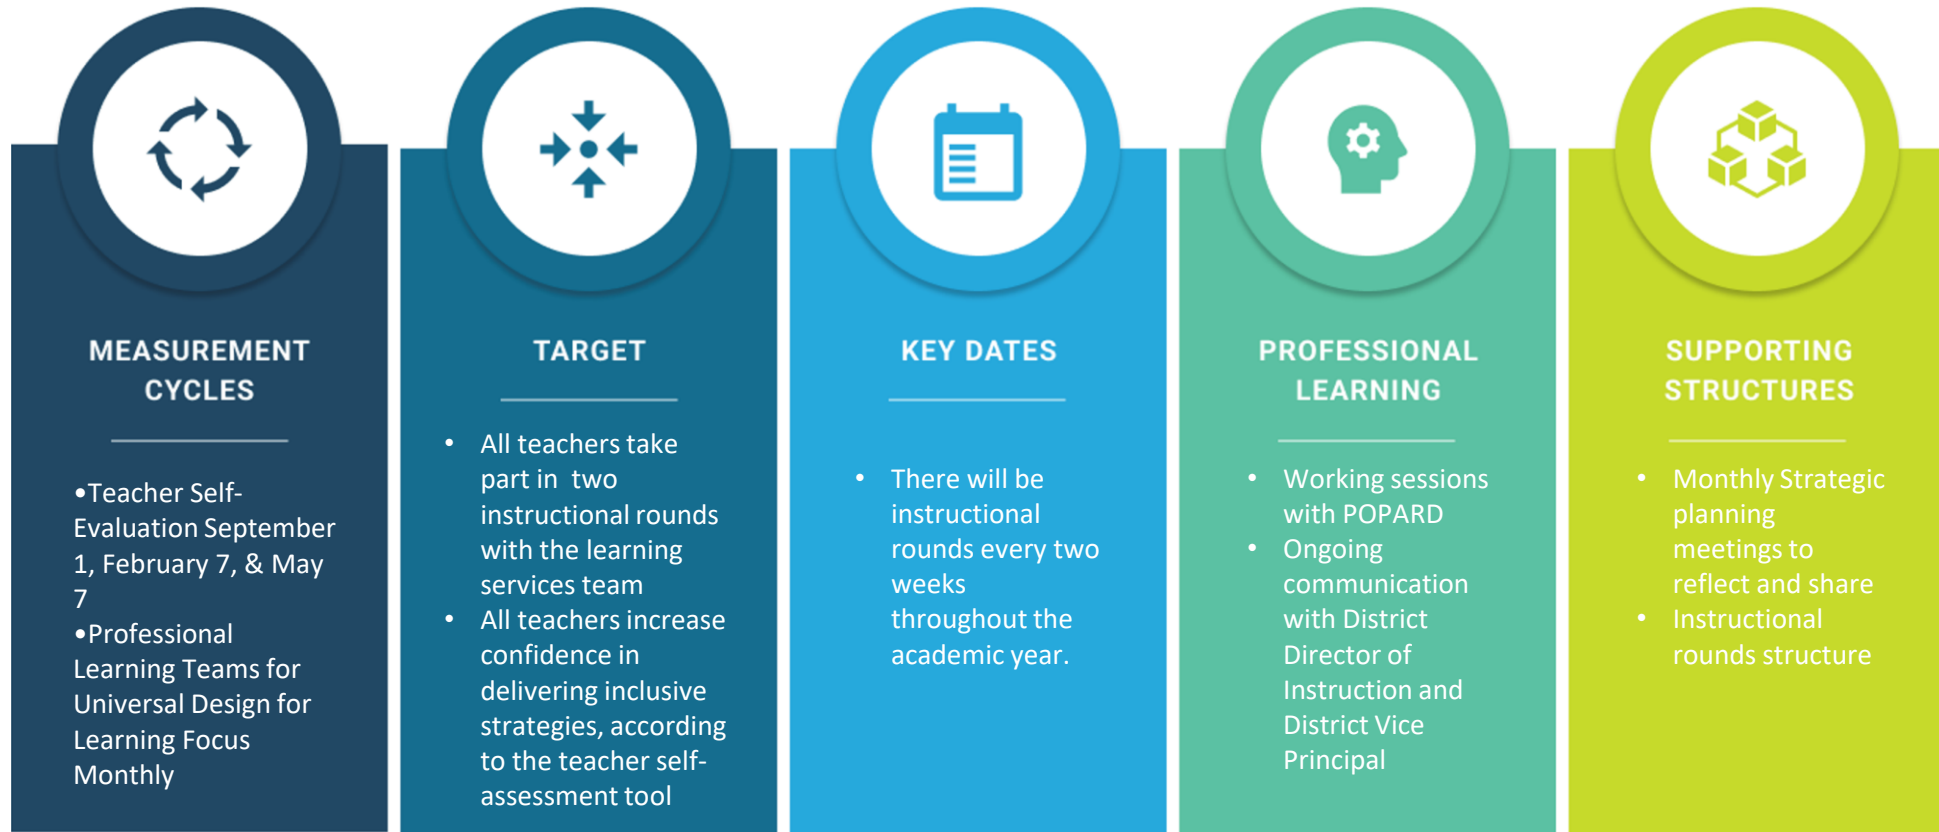 MEASUREMENT
CYCLES
•Teacher Self-
Evaluation September
1, February 7, & May
7
•Professional
Learning Teams for
Universal Design for
Learning Focus
Monthly
TARGET
• All teachers take
part in  two
instructional rounds
with the learning
services team
• All teachers increase
confidence in
delivering inclusive
strategies, according
to the teacher self-
assessment tool
KEY DATES
• There will be
instructional
rounds every two
weeks
throughout the
academic year.
PROFESSIONAL
LEARNING
• Working sessions
with POPARD
• Ongoing
communication
with District
Director of
Instruction and
District Vice
Principal
SUPPORTING
STRUCTURES
• Monthly Strategic
planning
meetings to
reflect and share
• Instructional
rounds structure